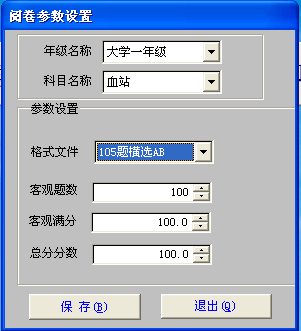 阅卷参数设置
年级名称 大学一年级
科目名称 血站
参数设置
格式文件 105题横选AB
客观题数 100
客观满分 100.0
总分分数 100.0
保 存(B) 退出(Q)